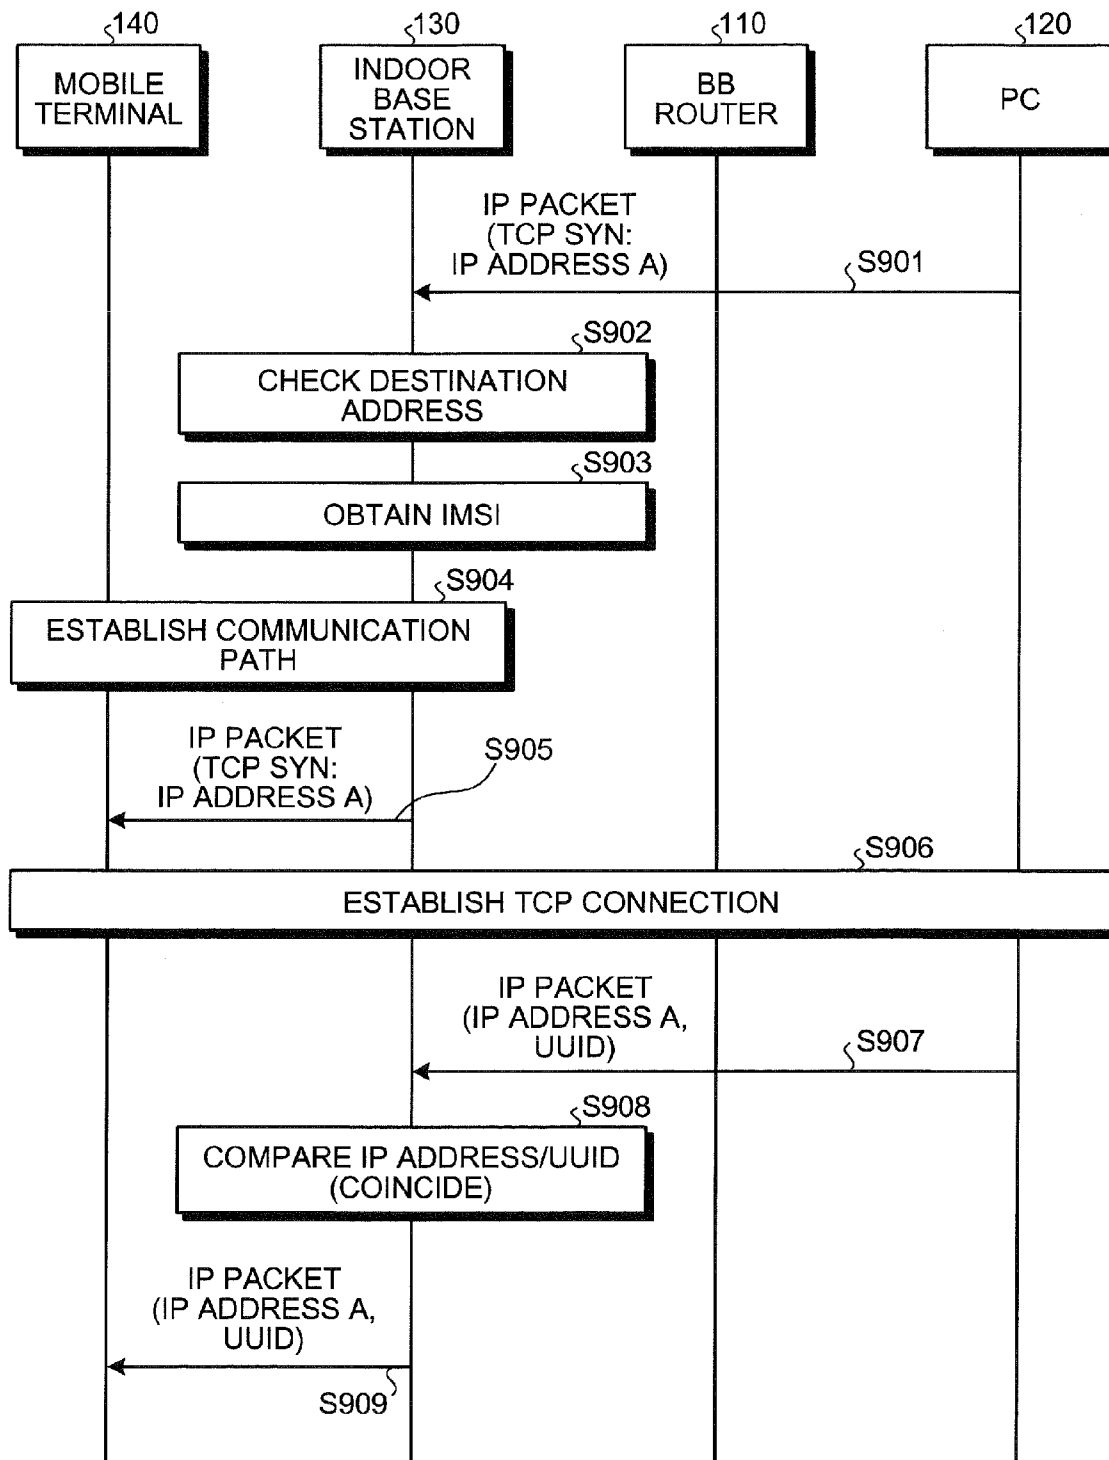 140
130
110
120
MOBILE
TERMINAL
INDOOR
BASE
STATION
BB
ROUTER
PC
IP PACKET
(TCP SYN:
IP ADDRESS A)
S901
S902
CHECK DESTINATION
ADDRESS
S903
OBTAIN IMSI
S904
ESTABLISH COMMUNICATION
PATH
IP PACKET
(TCP SYN:
IP ADDRESS A)
S905
S906
ESTABLISH TCP CONNECTION
IP PACKET
(IP ADDRESS A,
UUID)
S907
S908
COMPARE IP ADDRESS/UUID
(COINCIDE)
IP PACKET
(IP ADDRESS A,
UUID)
S909